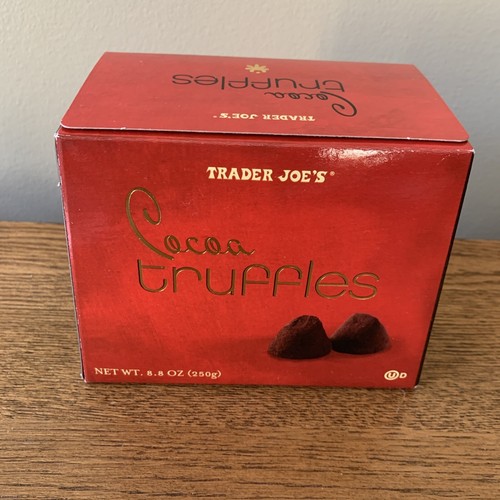 Cocoa
truffles
TRADER JOE'S®
TRADER JOE'S®
Cocoa
truffles
NET WT. 8.8 OZ (250g)
U D